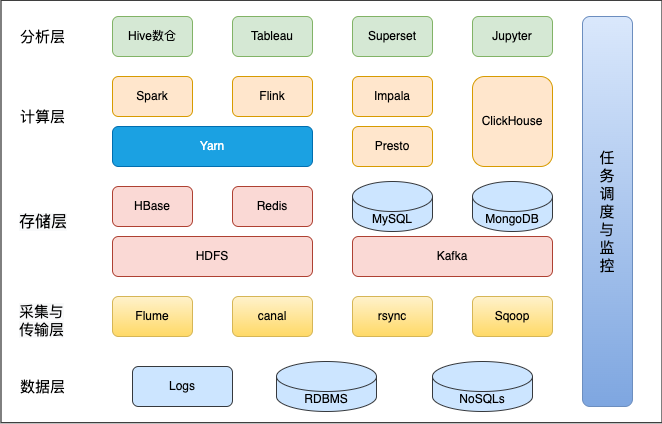 分析层
Hive数仓
Tableau
Superset
Jupyter
计算层
Spark
Flink
Impala
ClickHouse
Yarn
Presto
存储层
HBase
Redis
MySQL
MongoDB
HDFS
Kafka
采集与
传输层
Flume
canal
rsync
Sqoop
数据层
Logs
RDBMS
NoSQLs
任务调度与监控